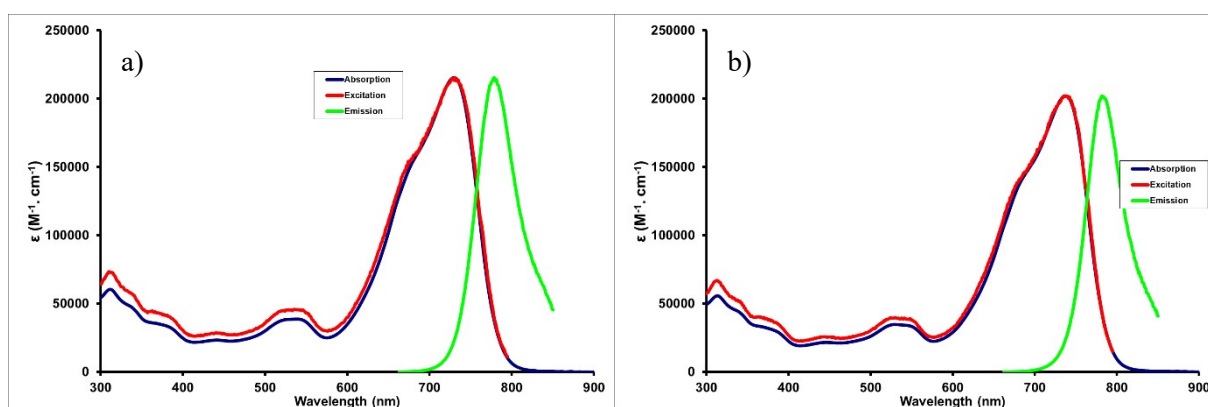 a)
ε (M⁻¹. cm⁻¹)
250000
200000
150000
100000
50000
0
Absorption
Excitation
Emission
300 400 500 600 700 800 900
Wavelength (nm)
b)
ε (M⁻¹. cm⁻¹)
250000
200000
150000
100000
50000
0
Absorption
Excitation
Emission
300 400 500 600 700 800 900
Wavelength (nm)